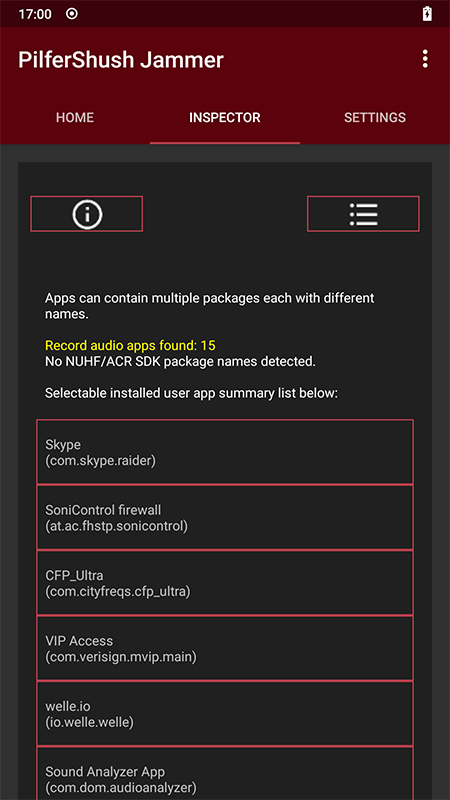 17:00
PilferShush Jammer
HOME INSPECTOR SETTINGS
Apps can contain multiple packages each with different
names.
Record audio apps found: 15
No NUHF/ACR SDK package names detected.
Selectable installed user app summary list below:
Skype
(com.skype.raider)
SoniControl firewall
(at.ac.fhstp.sonicontrol)
CFP_Ultra
(com.cityfreqs.cfp_ultra)
VIP Access
(com.verisign.mvip.main)
welle.io
(io.welle.welle)
Sound Analyzer App
(com.dom.audioanalyzer)